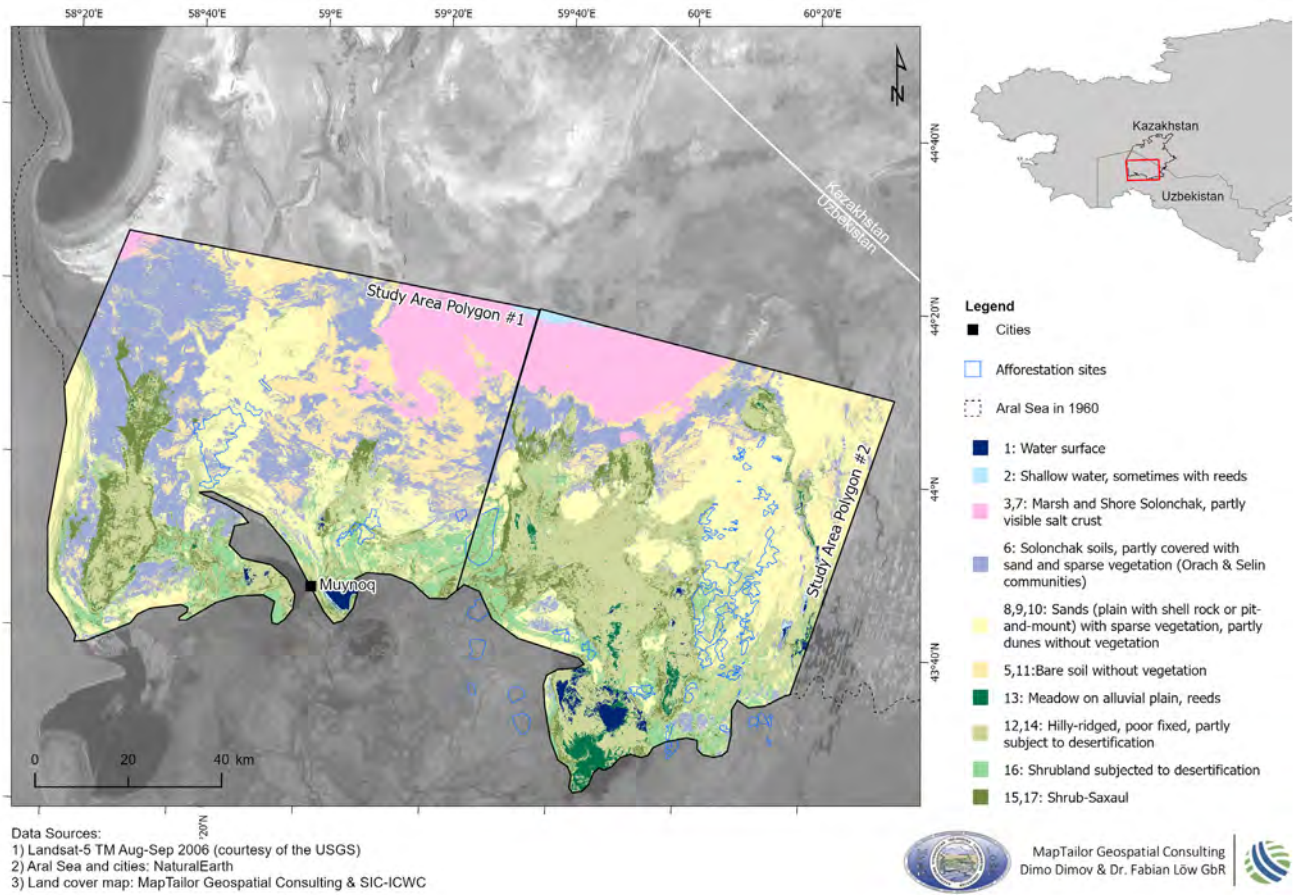 58°20'E
58°40'E
59°E
59°20'E
59°40'E
60°E
60°20'E
N
44°40'N
44°20'N
44°N
43°40'N
Kazakhstan
Uzbekistan
Study Area Polygon #1
Study Area Polygon #2
Muynoq
0
20
40 km
°20'N
Kazakhstan
Uzbekistan
Legend
Cities
Afforestation sites
Aral Sea in 1960
1: Water surface
2: Shallow water, sometimes with reeds
3,7: Marsh and Shore Solonchak, partly
visible salt crust
6: Solonchak soils, partly covered with
sand and sparse vegetation (Orach & Selin
communities)
8,9,10: Sands (plain with shell rock or pit-
and-mount) with sparse vegetation, partly
dunes without vegetation
5,11:Bare soil without vegetation
13: Meadow on alluvial plain, reeds
12,14: Hilly-ridged, poor fixed, partly
subject to desertification
16: Shrubland subjected to desertification
15,17: Shrub-Saxaul
Data Sources:
1) Landsat-5 TM Aug-Sep 2006 (courtesy of the USGS)
2) Aral Sea and cities: NaturalEarth
3) Land cover map: MapTailor Geospatial Consulting & SIC-ICWC
MapTailor Geospatial Consulting
Dimo Dimov & Dr. Fabian Löw GbR